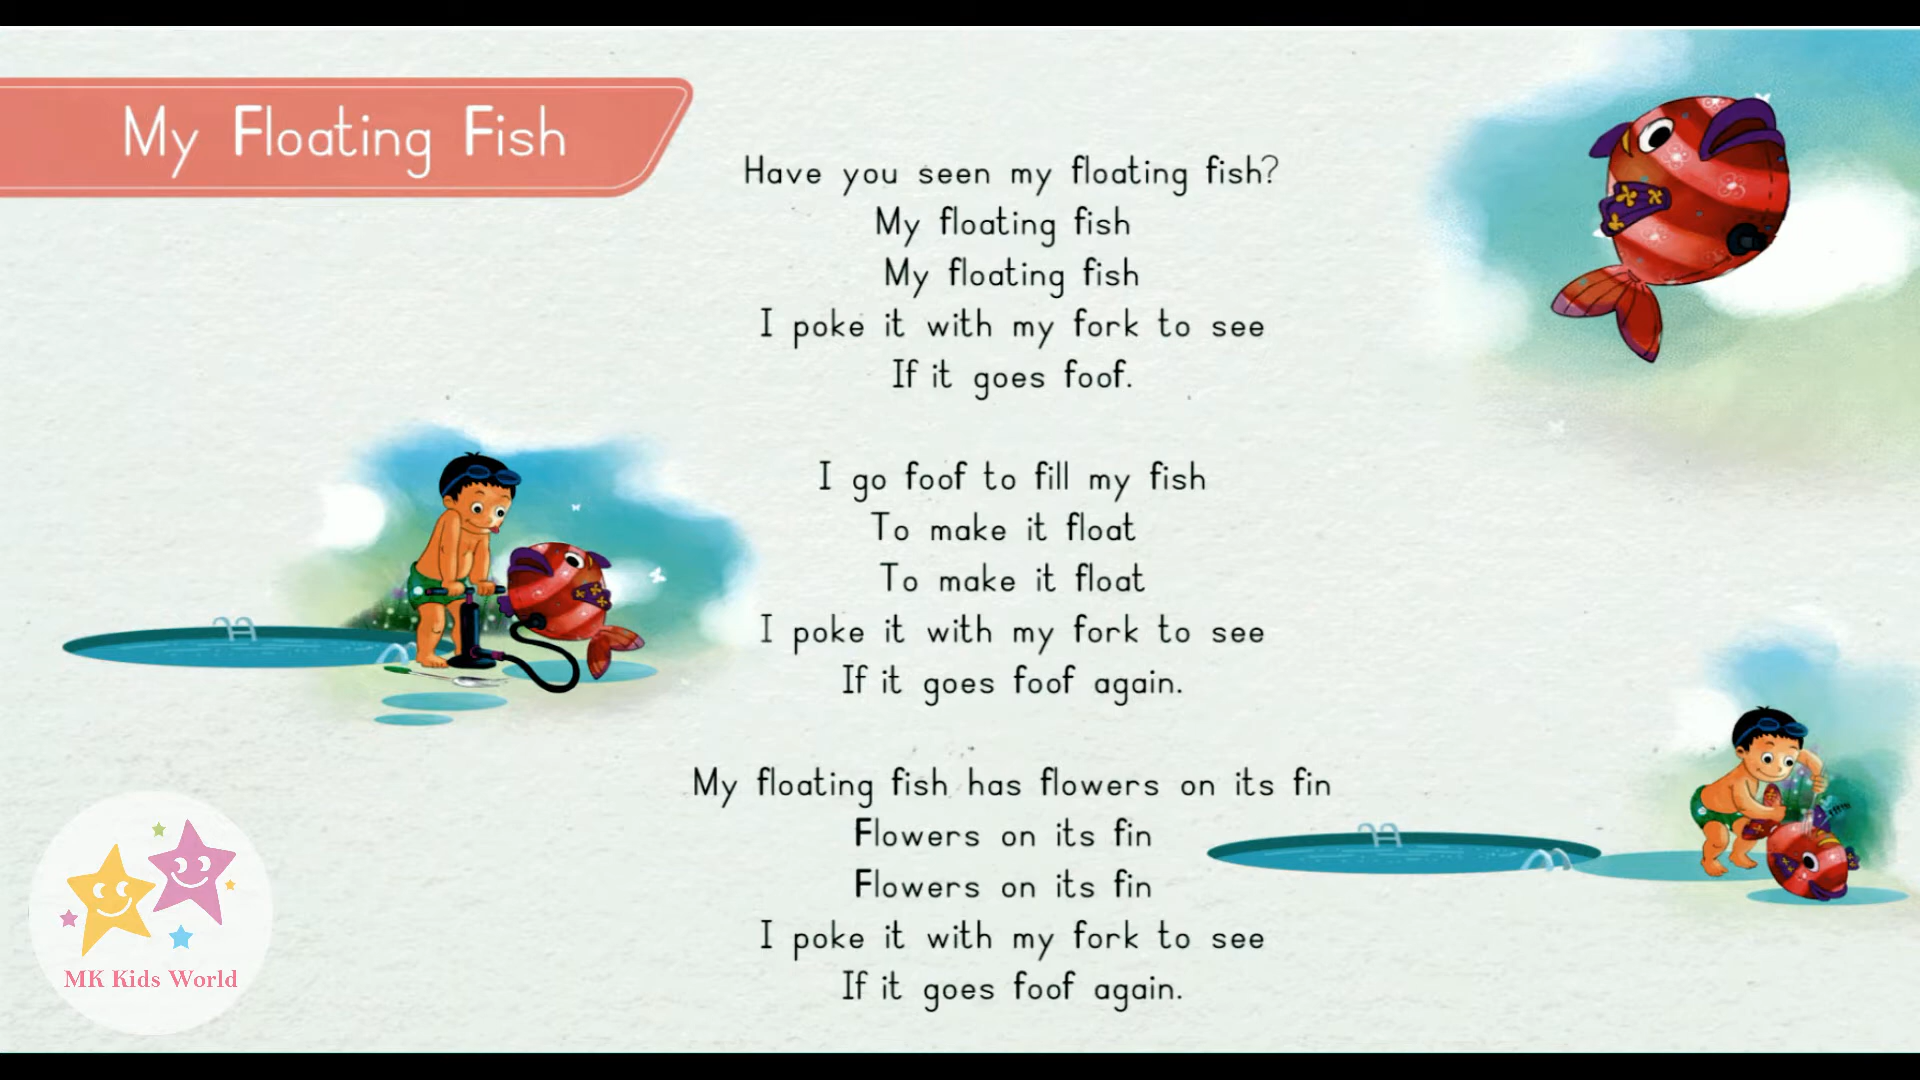 My Floating Fish
Have you seen my floating fish?
My floating fish
My floating fish
I poke it with my fork to see
If it goes foof.
I go foof to fill my fish
To make it float
To make it float
I poke it with my fork to see
If it goes foof again.
My floating fish has flowers on its fin
Flowers on its fin
Flowers on its fin
I poke it with my fork to see
If it goes foof again.
MK Kids World